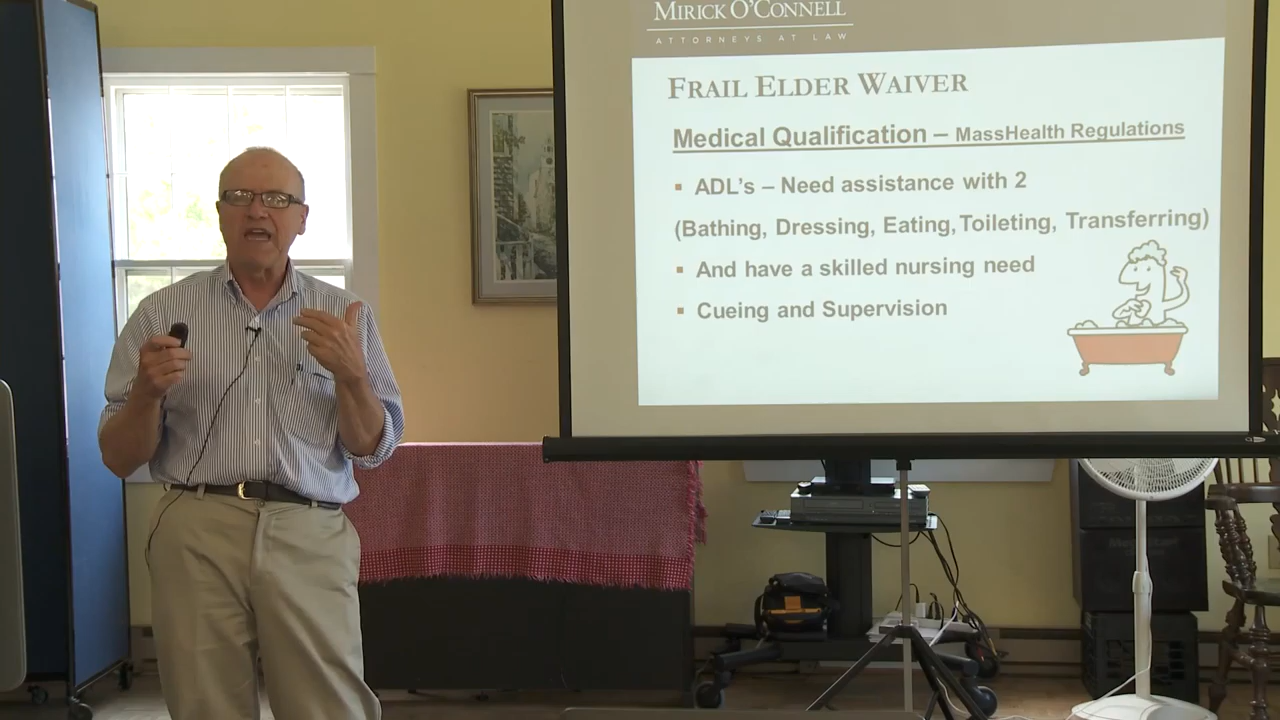 MIRICK O'CONNELL
ATTORNEYS AT LAW
FRAIL ELDER WAIVER
Medical Qualification – MassHealth Regulations
▪ ADL's – Need assistance with 2
(Bathing, Dressing, Eating, Toileting, Transferring)
▪ And have a skilled nursing need
▪ Cueing and Supervision